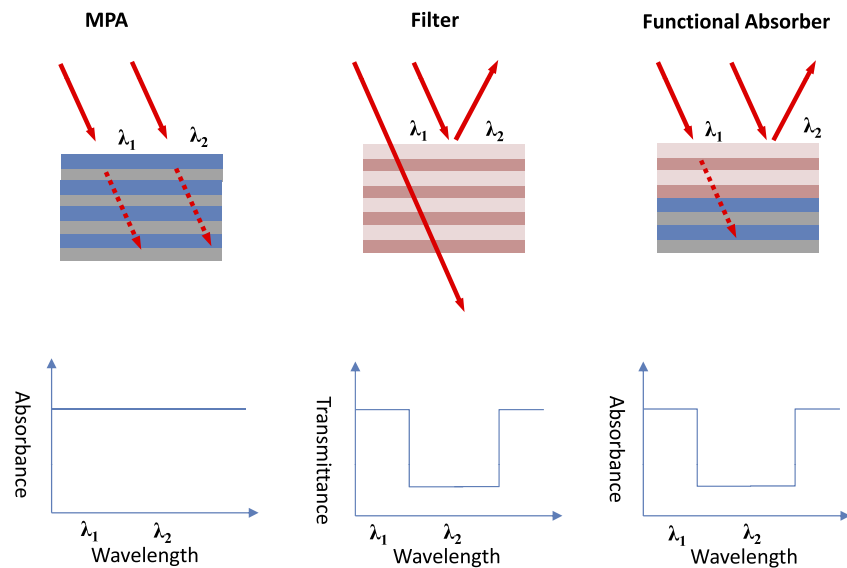 MPA
Filter
Functional Absorber
λ₁
λ₂
λ₁
λ₂
λ₁
λ₂
Absorbance
λ₁
λ₂
Wavelength
Transmittance
λ₁
λ₂
Wavelength
Absorbance
λ₁
λ₂
Wavelength